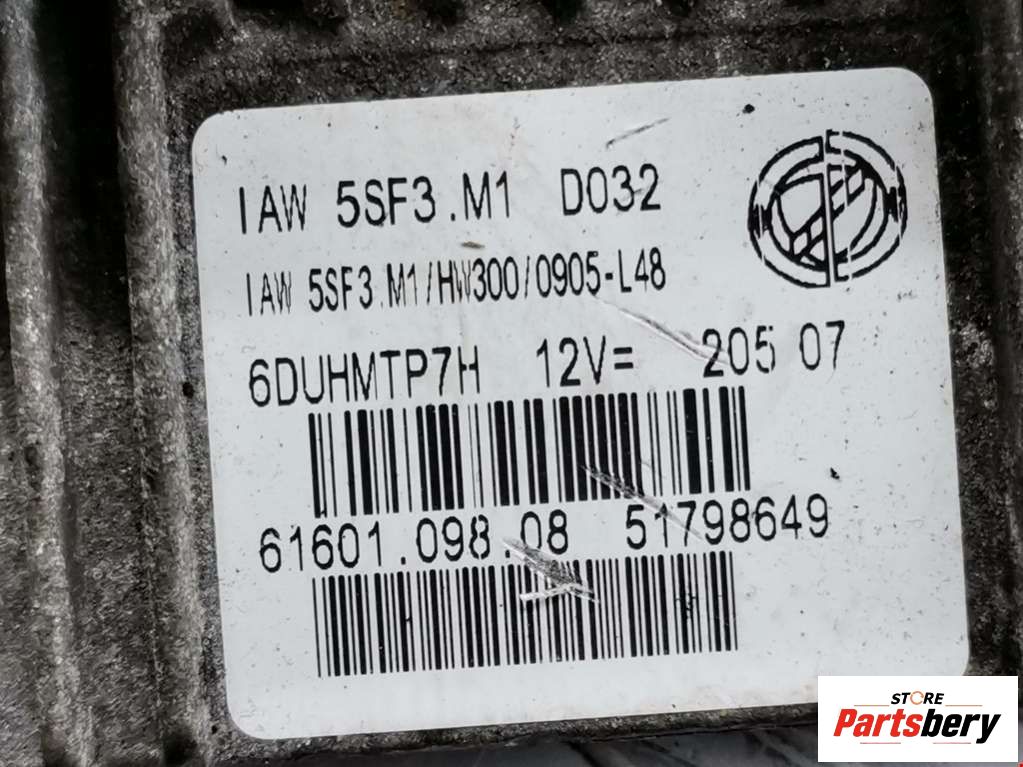 IAW 5SF3.M1 D032
IAW 5SF3.M1/HW300/0905-L48
6DUHMTP7H 12V= 205 07
61601.098.08 51798649
STORE
Partsbery